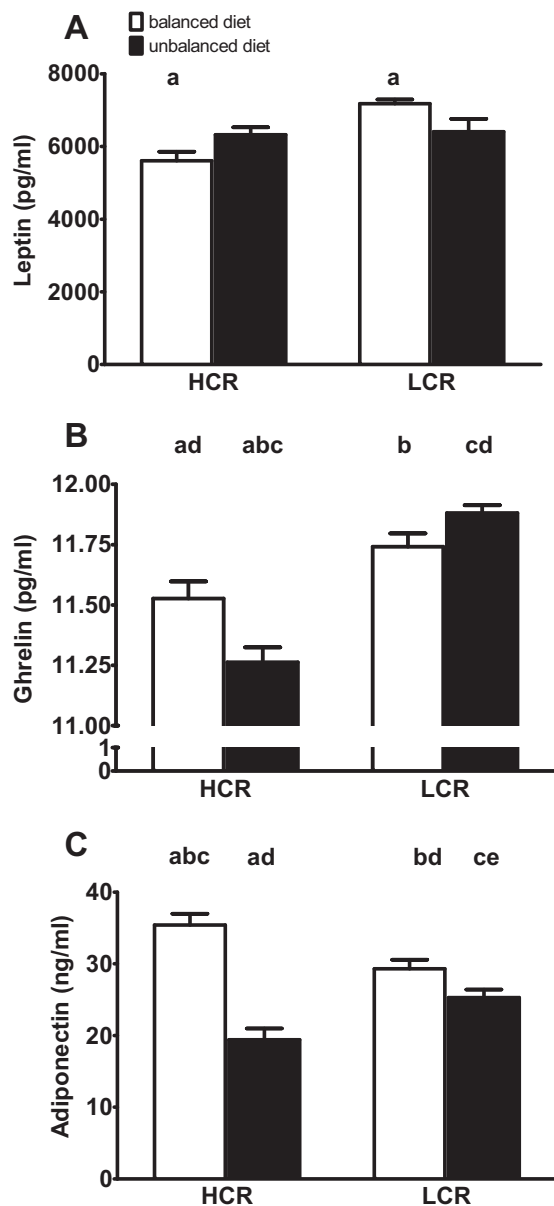 A
balanced diet
unbalanced diet
8000
6000
4000
2000
0
Leptin (pg/ml)
a
a
HCR
LCR
B
ad
abc
b
cd
12.00
11.75
11.50
11.25
11.00
1
0
Ghrelin (pg/ml)
HCR
LCR
C
abc
ad
bd
ce
40
30
20
10
0
Adiponectin (ng/ml)
HCR
LCR